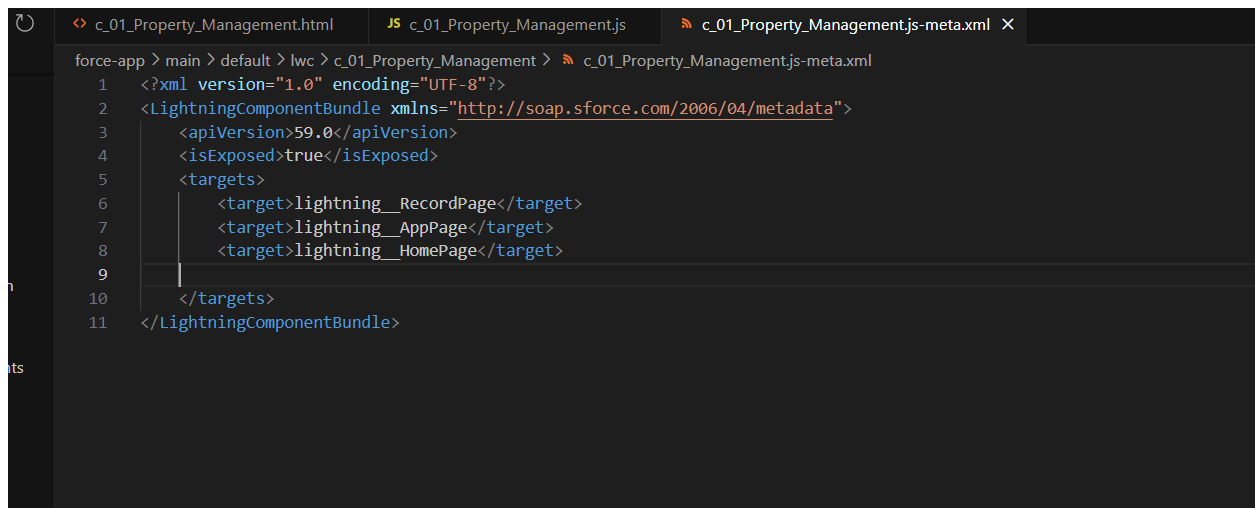 c_01_Property_Management.html JS c_01_Property_Management.js c_01_Property_Management.js-meta.xml
force-app > main > default > lwc > c_01_Property_Management > c_01_Property_Management.js-meta.xml
1 <?xml version="1.0" encoding="UTF-8"?>
2 <LightningComponentBundle xmlns="http://soap.sforce.com/2006/04/metadata">
3 <apiVersion>59.0</apiVersion>
4 <isExposed>true</isExposed>
5 <targets>
6 <target>lightning__RecordPage</target>
7 <target>lightning__AppPage</target>
8 <target>lightning__HomePage</target>
9
10 </targets>
11 </LightningComponentBundle>